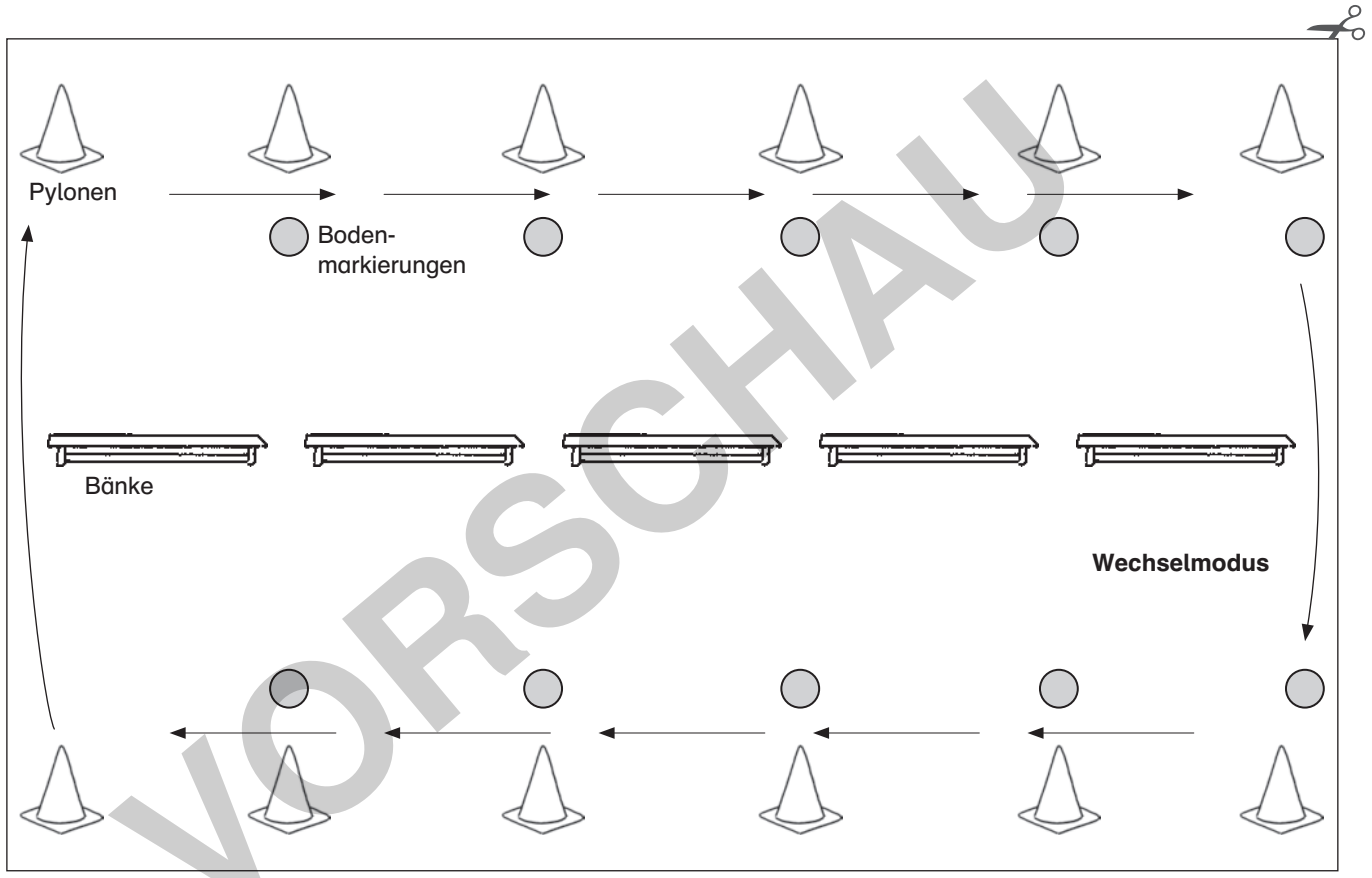 Pylonen
Boden-
markierungen
Bänke
Wechselmodus
VORSCHAU